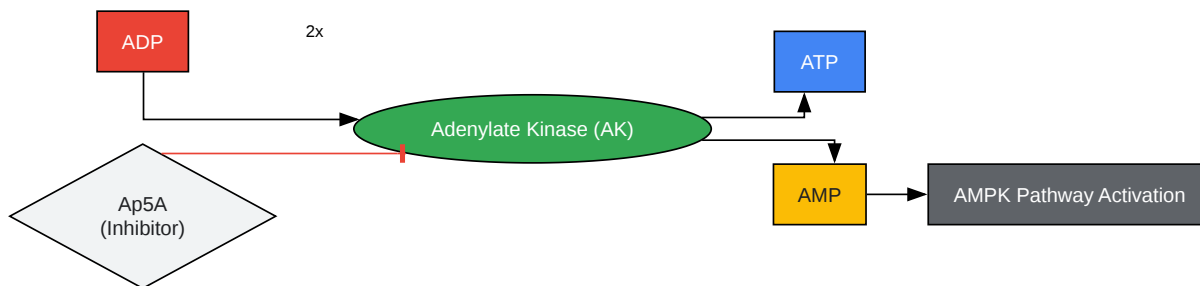 ADP
2x
ATP
Adenylate Kinase (AK)
AMP
AMPK Pathway Activation
Ap5A
(Inhibitor)